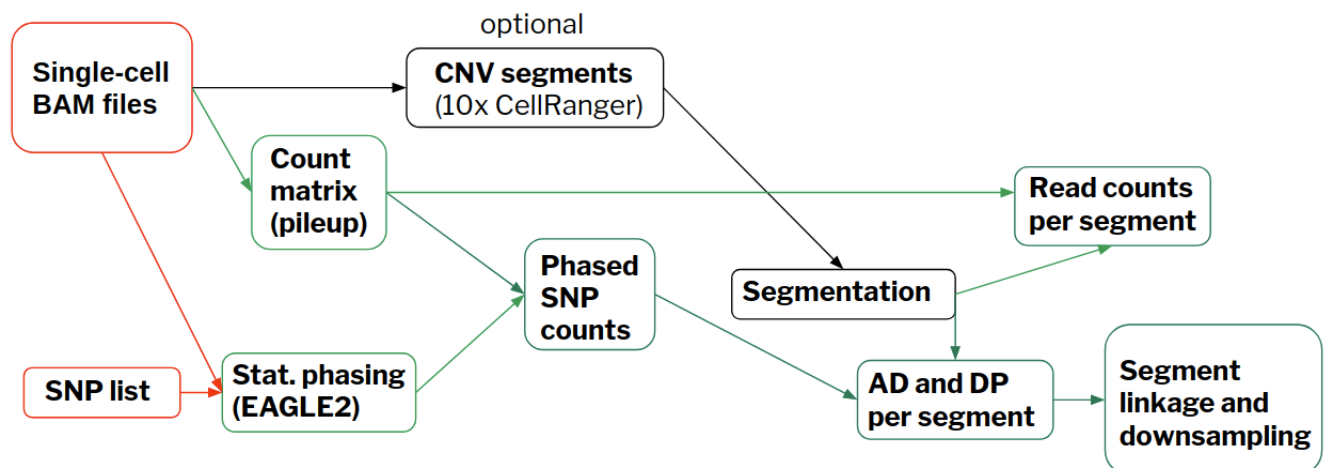 optional
Single-cell
BAM files
CNV segments
(10x CellRanger)
Count
matrix
(pileup)
Read counts
per segment
Phased
SNP
counts
Segmentation
SNP list
Stat. phasing
(EAGLE2)
AD and DP
per segment
Segment
linkage and
downsampling